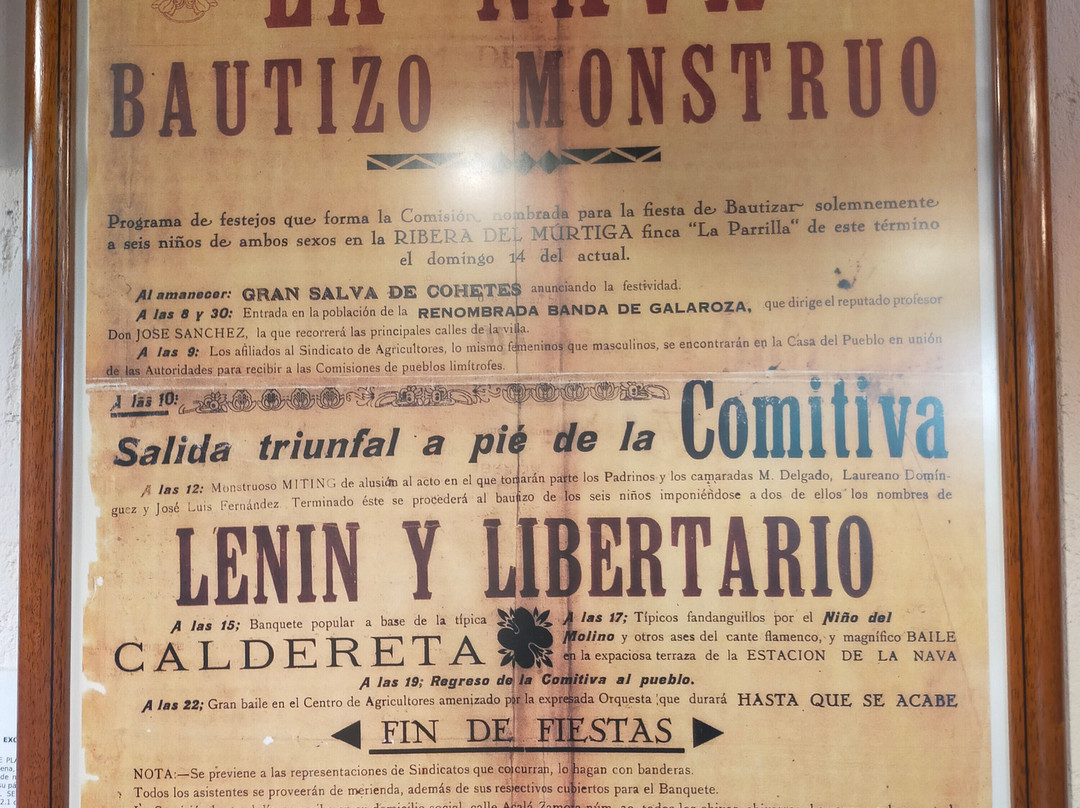 LA NAVA
BAUTIZO MONSTRUO
Programa de festejos que forma la Comisión, nombrada para la fiesta de Bautizar solemnemente
a seis niños de ambos sexos en la RIBERA DEL MÚRTIGA finca "La Parrilla" de este término
el domingo 14 del actual.
Al amanecer: GRAN SALVA DE COHETES anunciando la festividad.
A las 8 y 30: Entrada en la población de la RENOMBRADA BANDA DE GALAROZA, que dirige el reputado profesor
Don JOSE SANCHEZ, la que recorrerá las principales calles de la villa.
A las 9: Los afiliados al Sindicato de Agricultores, lo mismo femeninos que masculinos, se encontrarán en la Casa del Pueblo en unión
de las Autoridades para recibir a las Comisiones de pueblos limítrofes.
A las 10:
Salida triunfal a pié de la Comitiva
A las 12: Monstruoso MITING de alusión al acto en el que tomarán parte los Padrinos y los camaradas M. Delgado, Laureano Domín-
guez y José Luis Fernández. Terminado éste se procederá al bautizo de los seis niños imponiéndose a dos de ellos los nombres de
LENIN Y LIBERTARIO
A las 15; Banquete popular a base de la típica
CALDERETA
A las 17; Típicos fandanguillos por el Niño del
Molino y otros ases del cante flamenco, y magnífico BAILE
en la expaciosa terraza de la ESTACION DE LA NAVA
A las 19; Regreso de la Comitiva al pueblo.
A las 22; Gran baile en el Centro de Agricultores amenizado por la expresada Orquesta que durará HASTA QUE SE ACABE
FIN DE FIESTAS
NOTA:—Se previene a las representaciones de Sindicatos que concurran, lo hagan con banderas.
Todos los asistentes se proveerán de merienda, además de sus respectivos cubiertos para el Banquete.